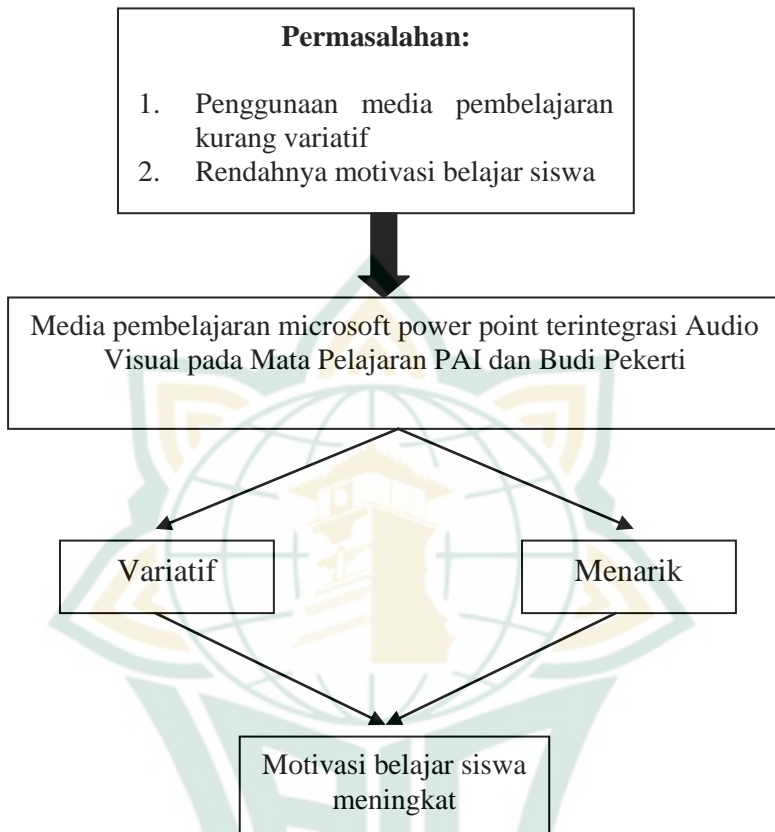 Permasalahan:
1. Penggunaan media pembelajaran
kurang variatif
2. Rendahnya motivasi belajar siswa
Media pembelajaran microsoft power point terintegrasi Audio
Visual pada Mata Pelajaran PAI dan Budi Pekerti
Variatif
Menarik
Motivasi belajar siswa
meningkat